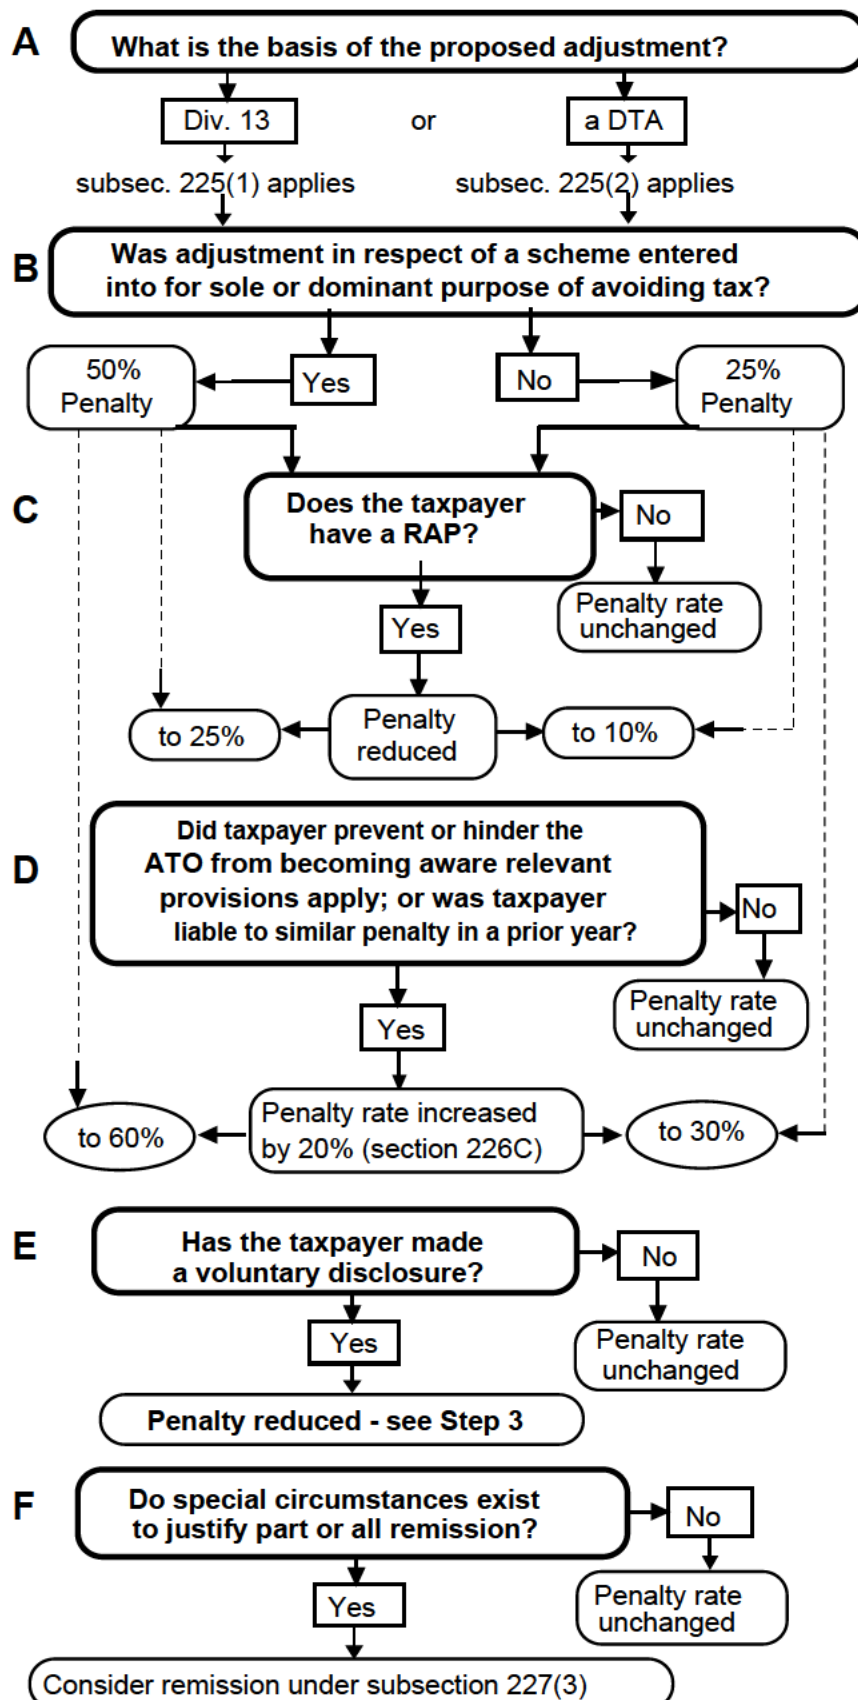 A
What is the basis of the proposed adjustment?
Div. 13
or
a DTA
subsec. 225(1) applies
subsec. 225(2) applies
B
Was adjustment in respect of a scheme entered
into for sole or dominant purpose of avoiding tax?
50%
Penalty
Yes
No
25%
Penalty
C
Does the taxpayer
have a RAP?
No
Penalty rate
unchanged
Yes
to 25%
Penalty
reduced
to 10%
D
Did taxpayer prevent or hinder the
ATO from becoming aware relevant
provisions apply; or was taxpayer
liable to similar penalty in a prior year?
No
Penalty rate
unchanged
Yes
to 60%
Penalty rate increased
by 20% (section 226C)
to 30%
E
Has the taxpayer made
a voluntary disclosure?
No
Penalty rate
unchanged
Yes
Penalty reduced - see Step 3
F
Do special circumstances exist
to justify part or all remission?
No
Penalty rate
unchanged
Yes
Consider remission under subsection 227(3)